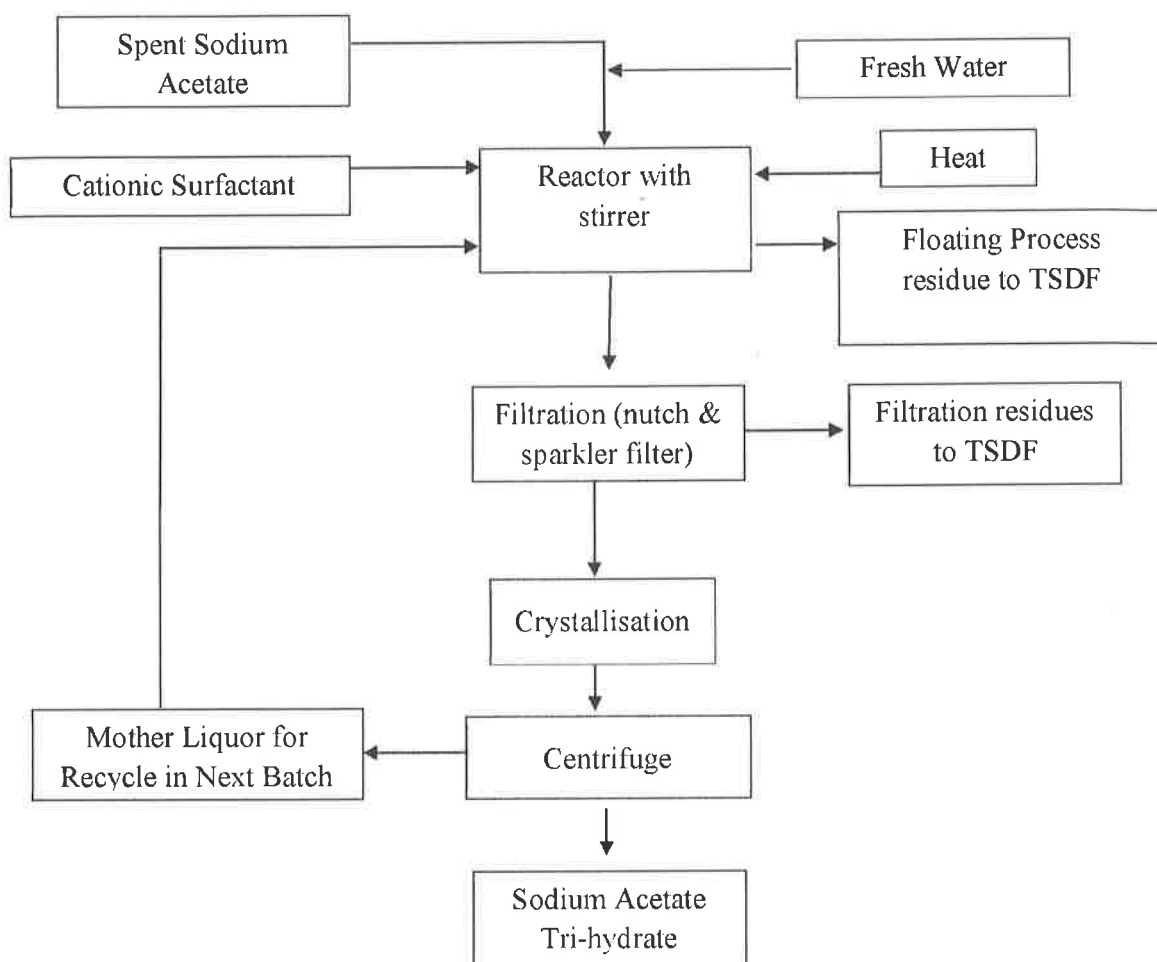 Spent Sodium
Acetate
Fresh Water
Cationic Surfactant
Reactor with
stirrer
Heat
Floating Process
residue to TSDF
Filtration (nutch &
sparkler filter)
Filtration residues
to TSDF
Crystallisation
Mother Liquor for
Recycle in Next Batch
Centrifuge
Sodium Acetate
Tri-hydrate